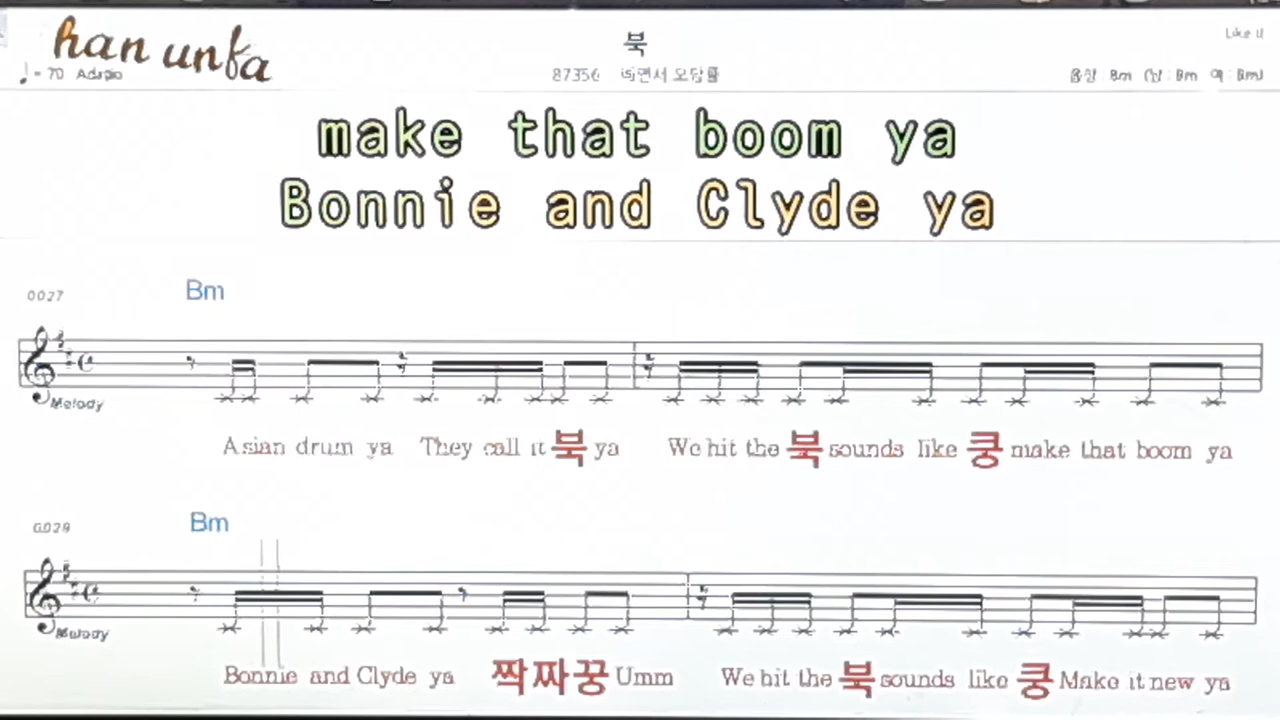 han unfa
북
Like it
♩ = 70 Adagio
87356
make that boom ya
Bonnie and Clyde ya
0027
Bm
Melody
Asian drum ya They call it 북 ya We hit the 북 sounds like 쿵 make that boom ya
0029
Bm
Melody
Bonnie and Clyde ya 짝짜꿍 Umm We hit the 북 sounds like 쿵 Make it new ya